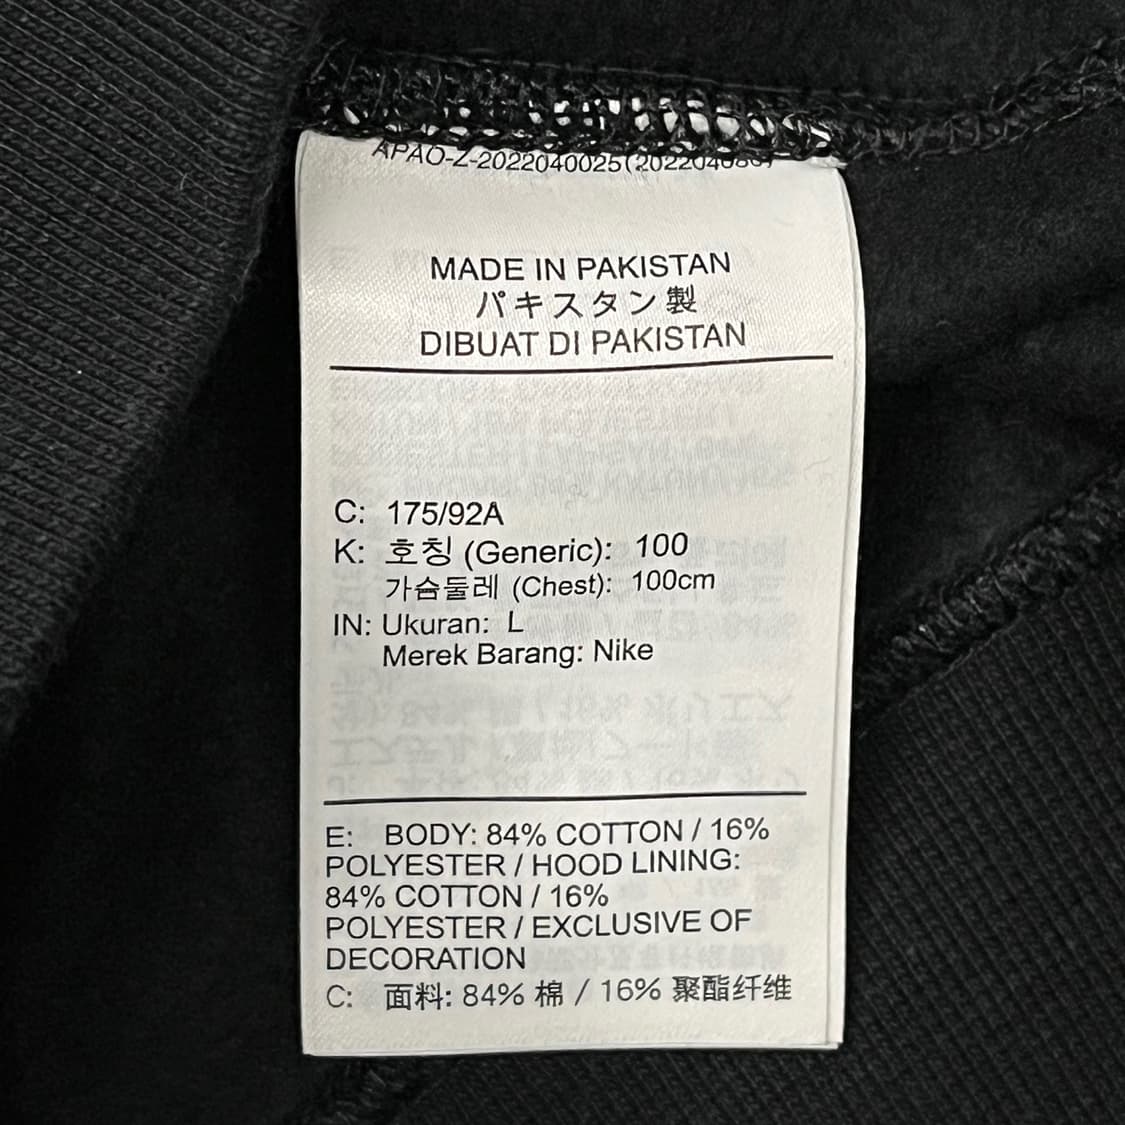 APAO-Z-2022040025(20220408
MADE IN PAKISTAN
パキスタン製
DIBUAT DI PAKISTAN
C: 175/92A
K: 호칭 (Generic): 100
가슴둘레 (Chest): 100cm
IN: Ukuran: L
Merek Barang: Nike
E: BODY: 84% COTTON / 16%
POLYESTER / HOOD LINING:
84% COTTON / 16%
POLYESTER / EXCLUSIVE OF
DECORATION
C: 面料: 84% 棉 / 16% 聚酯纤维